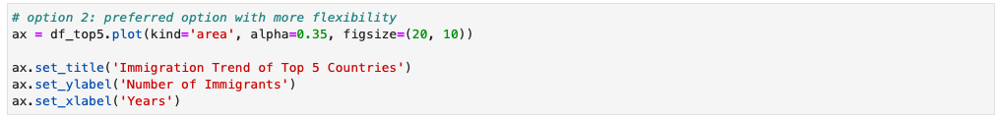 # option 2: preferred option with more flexibility
ax = df_top5.plot(kind='area', alpha=0.35, figsize=(20, 10))
ax.set_title('Immigration Trend of Top 5 Countries')
ax.set_ylabel('Number of Immigrants')
ax.set_xlabel('Years')